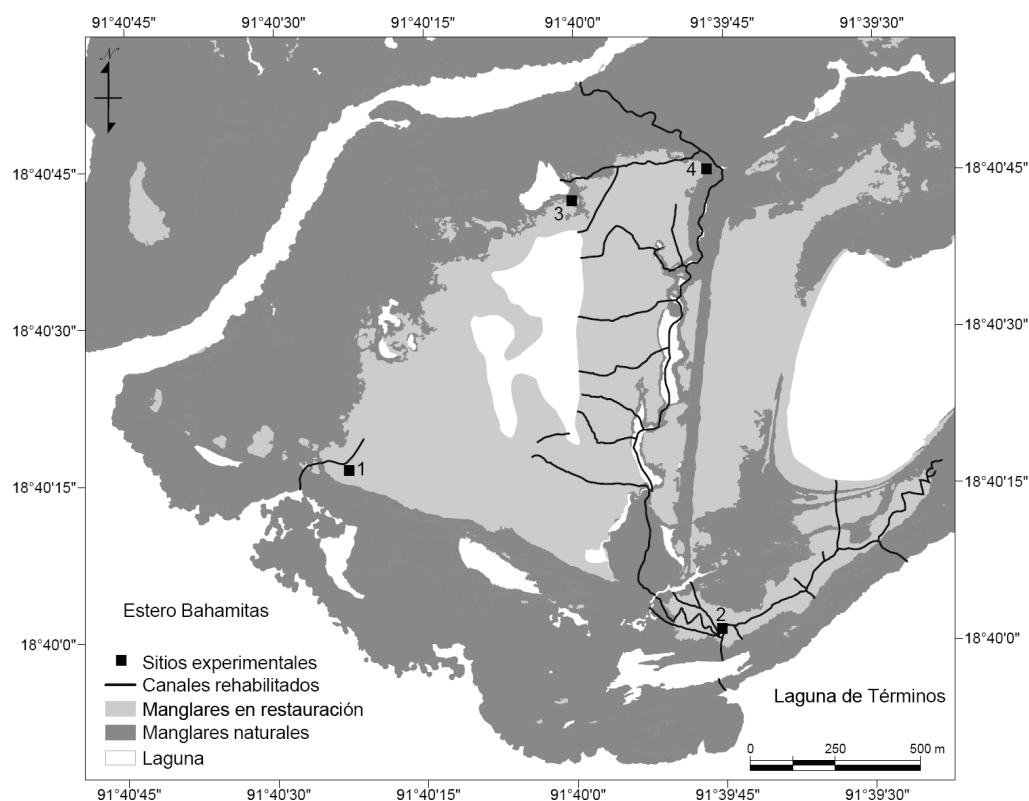 91°40'45" 91°40'30" 91°40'15" 91°40'0" 91°39'45" 91°39'30"
N
18°40'45" 18°40'45"
4
3
18°40'30" 18°40'30"
1
18°40'15" 18°40'15"
2
Estero Bahamitas
18°40'0" 18°40'0"
Sitios experimentales
Canales rehabilitados
Manglares en restauración
Manglares naturales
Laguna
Laguna de Términos
0 250 500 m
91°40'45" 91°40'30" 91°40'15" 91°40'0" 91°39'45" 91°39'30"